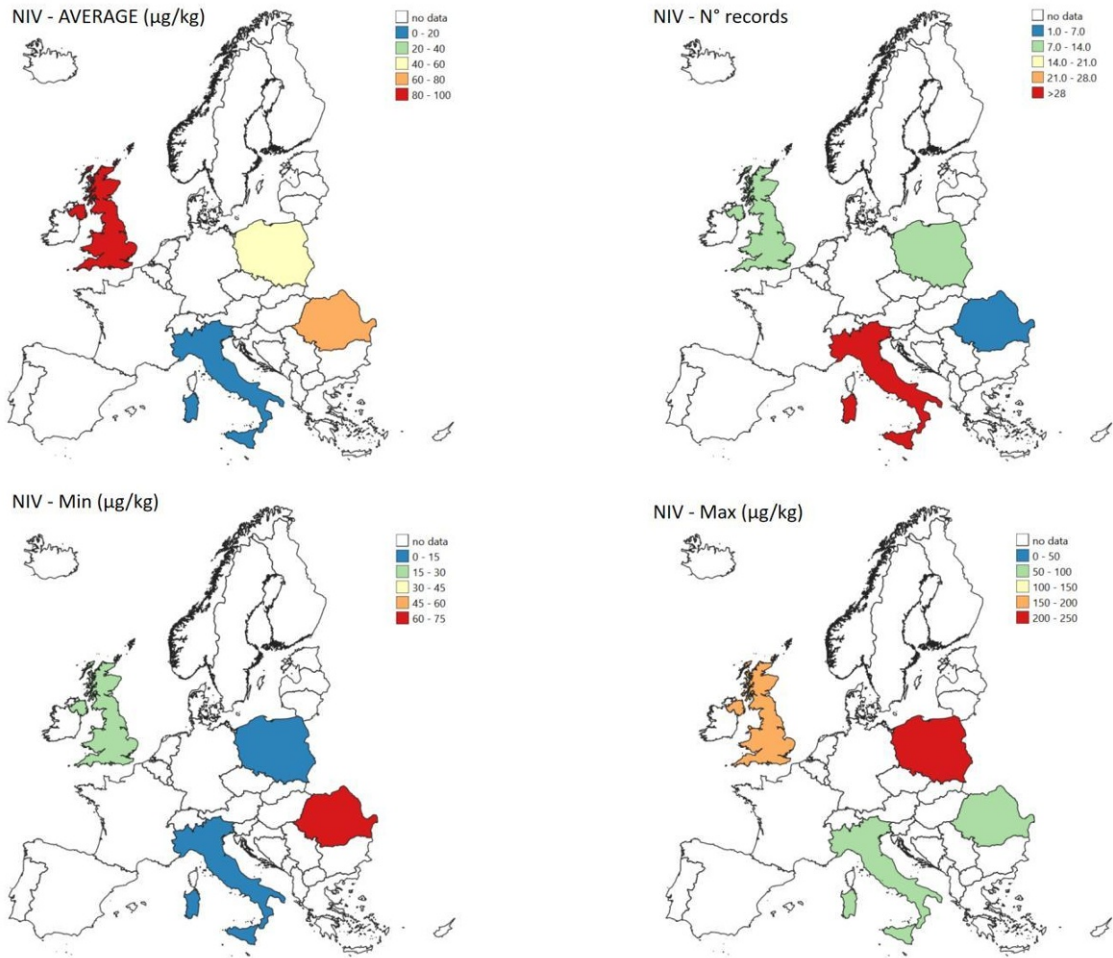 NIV - AVERAGE (µg/kg)
no data
0 - 20
20 - 40
40 - 60
60 - 80
80 - 100
NIV - N° records
no data
1.0 - 7.0
7.0 - 14.0
14.0 - 21.0
21.0 - 28.0
>28
NIV - Min (µg/kg)
no data
0 - 15
15 - 30
30 - 45
45 - 60
60 - 75
NIV - Max (µg/kg)
no data
0 - 50
50 - 100
100 - 150
150 - 200
200 - 250